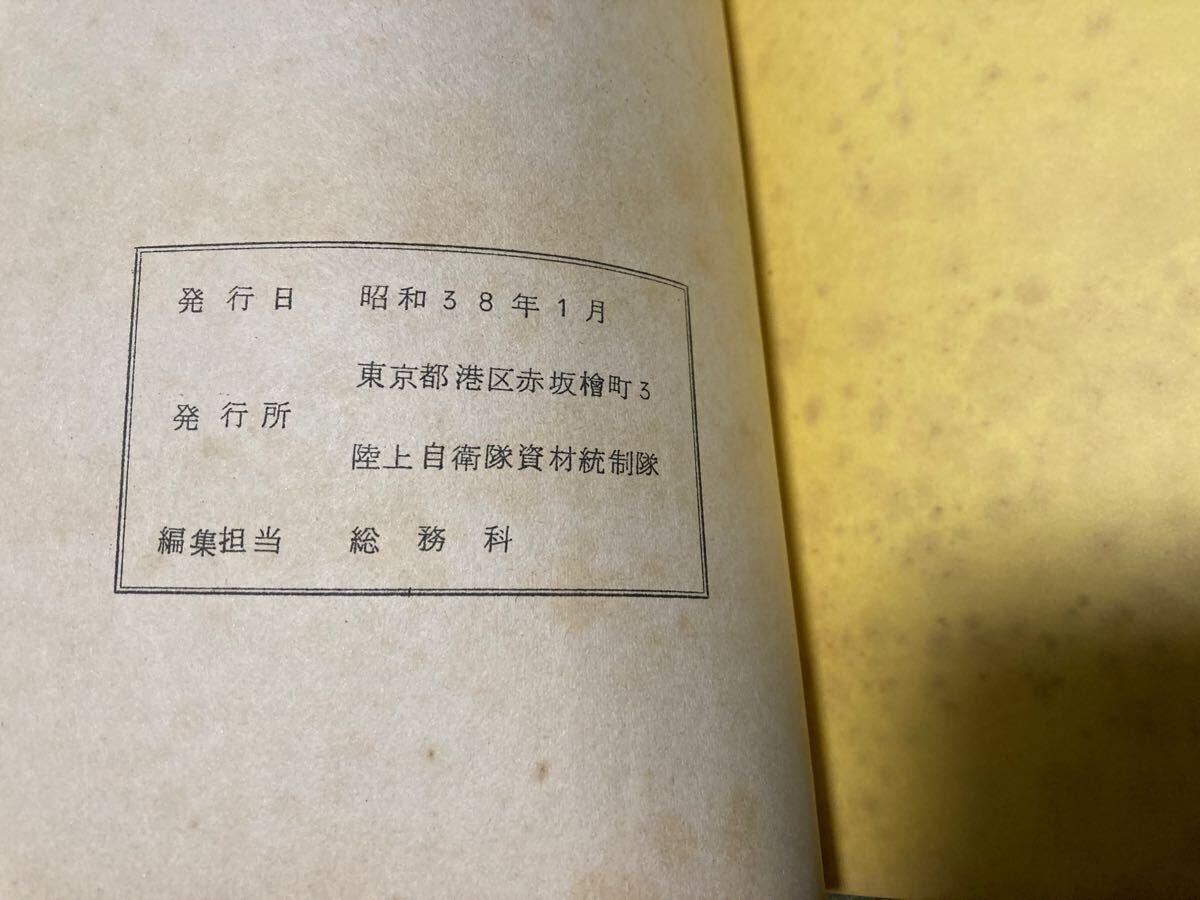 発行日 昭和38年1月
東京都港区赤坂檜町3
発行所
陸上自衛隊資材統制隊
編集担当 総務科